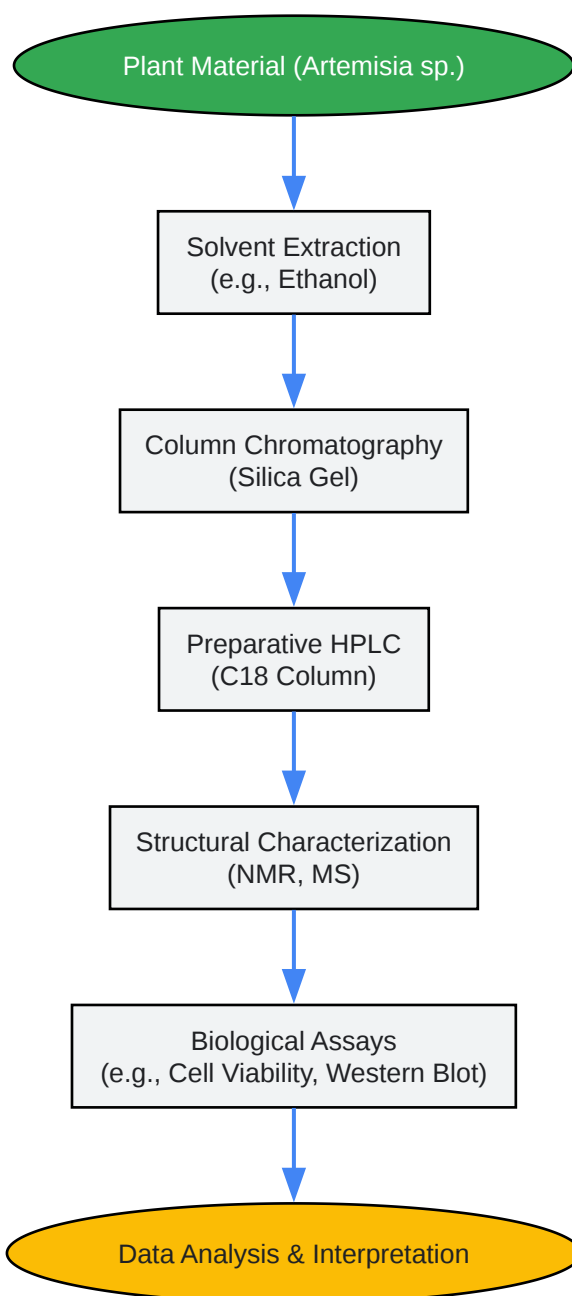 Plant Material (Artemisia sp.)
Solvent Extraction
(e.g., Ethanol)
Column Chromatography
(Silica Gel)
Preparative HPLC
(C18 Column)
Structural Characterization
(NMR, MS)
Biological Assays
(e.g., Cell Viability, Western Blot)
Data Analysis & Interpretation